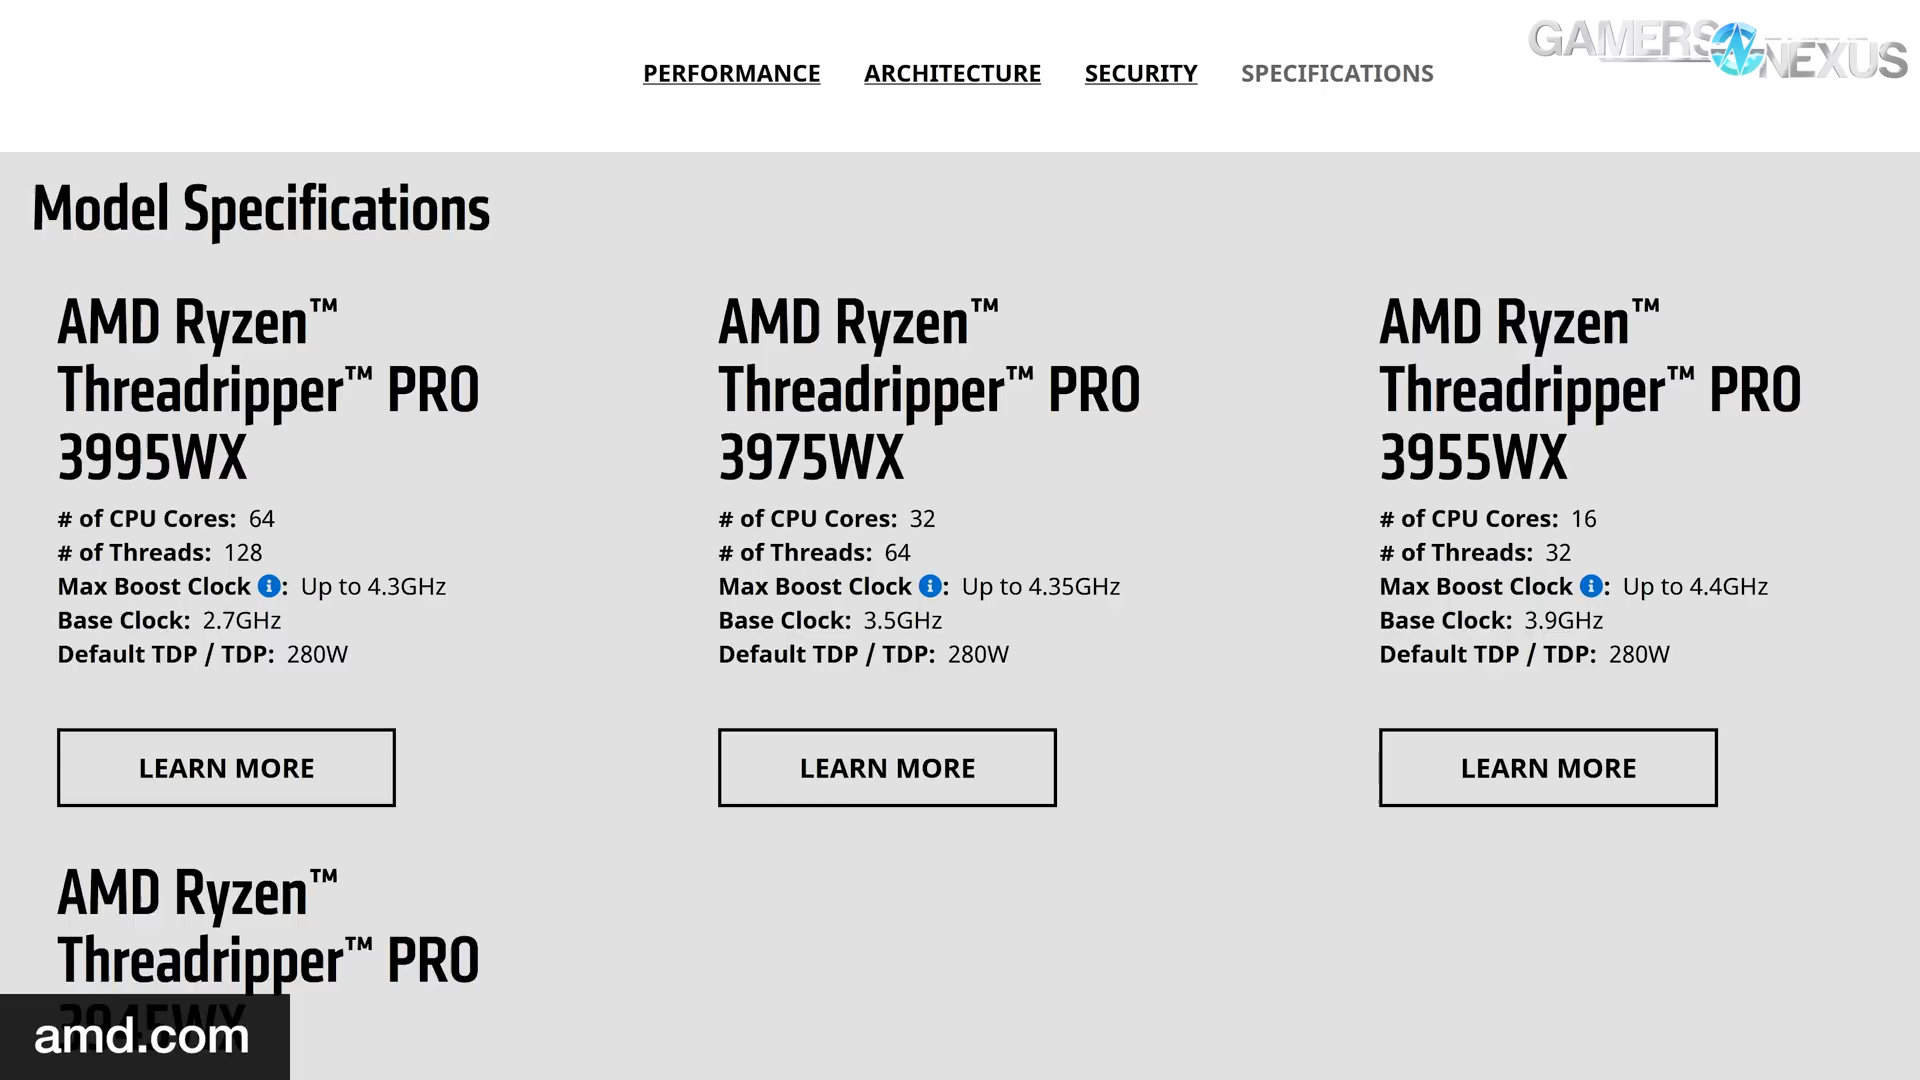 GAMERS NEXUS
PERFORMANCE ARCHITECTURE SECURITY SPECIFICATIONS
Model Specifications
AMD Ryzen™
Threadripper™ PRO
3995WX
# of CPU Cores: 64
# of Threads: 128
Max Boost Clock i: Up to 4.3GHz
Base Clock: 2.7GHz
Default TDP / TDP: 280W
LEARN MORE
AMD Ryzen™
Threadripper™ PRO
3975WX
# of CPU Cores: 32
# of Threads: 64
Max Boost Clock i: Up to 4.35GHz
Base Clock: 3.5GHz
Default TDP / TDP: 280W
LEARN MORE
AMD Ryzen™
Threadripper™ PRO
3955WX
# of CPU Cores: 16
# of Threads: 32
Max Boost Clock i: Up to 4.4GHz
Base Clock: 3.9GHz
Default TDP / TDP: 280W
LEARN MORE
AMD Ryzen™
Threadripper™ PRO
3945WX
amd.com